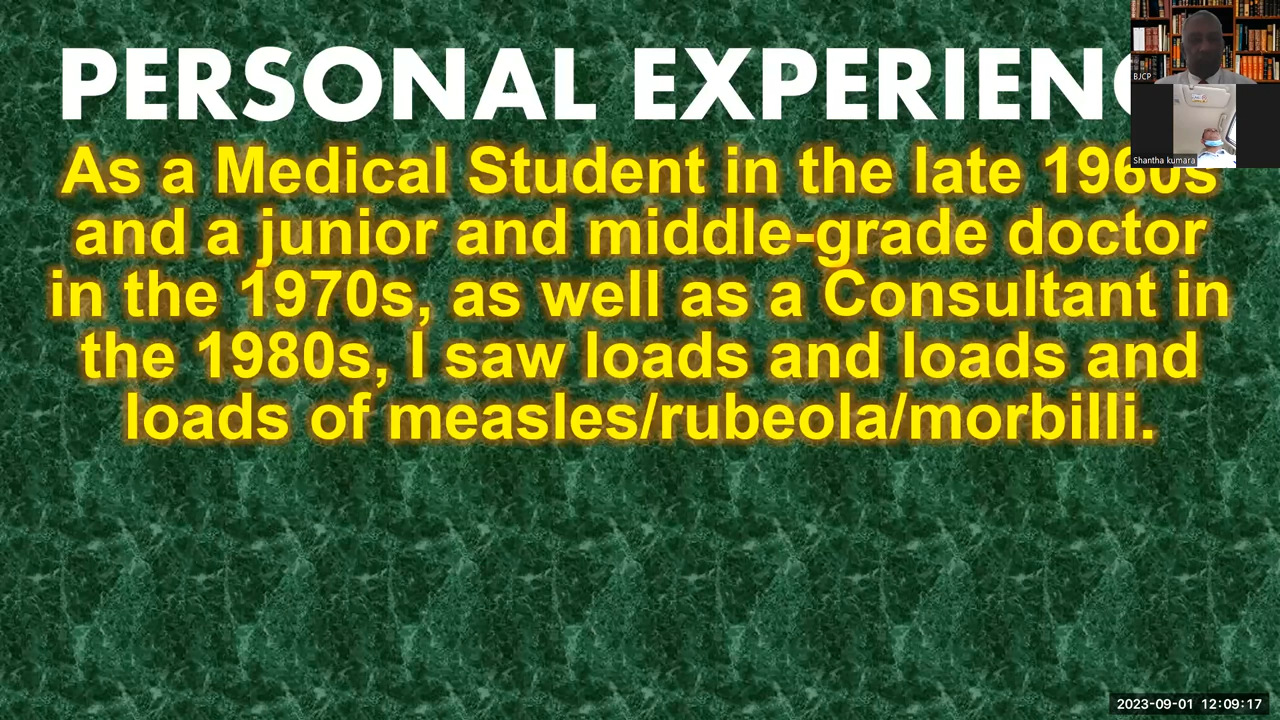 PERSONAL EXPERIENC
As a Medical Student in the late 1960s
and a junior and middle-grade doctor
in the 1970s, as well as a Consultant in
the 1980s, I saw loads and loads and
loads of measles/rubeola/morbilli.
BJCP
Shantha kumara
2023-09-01 12:09:17